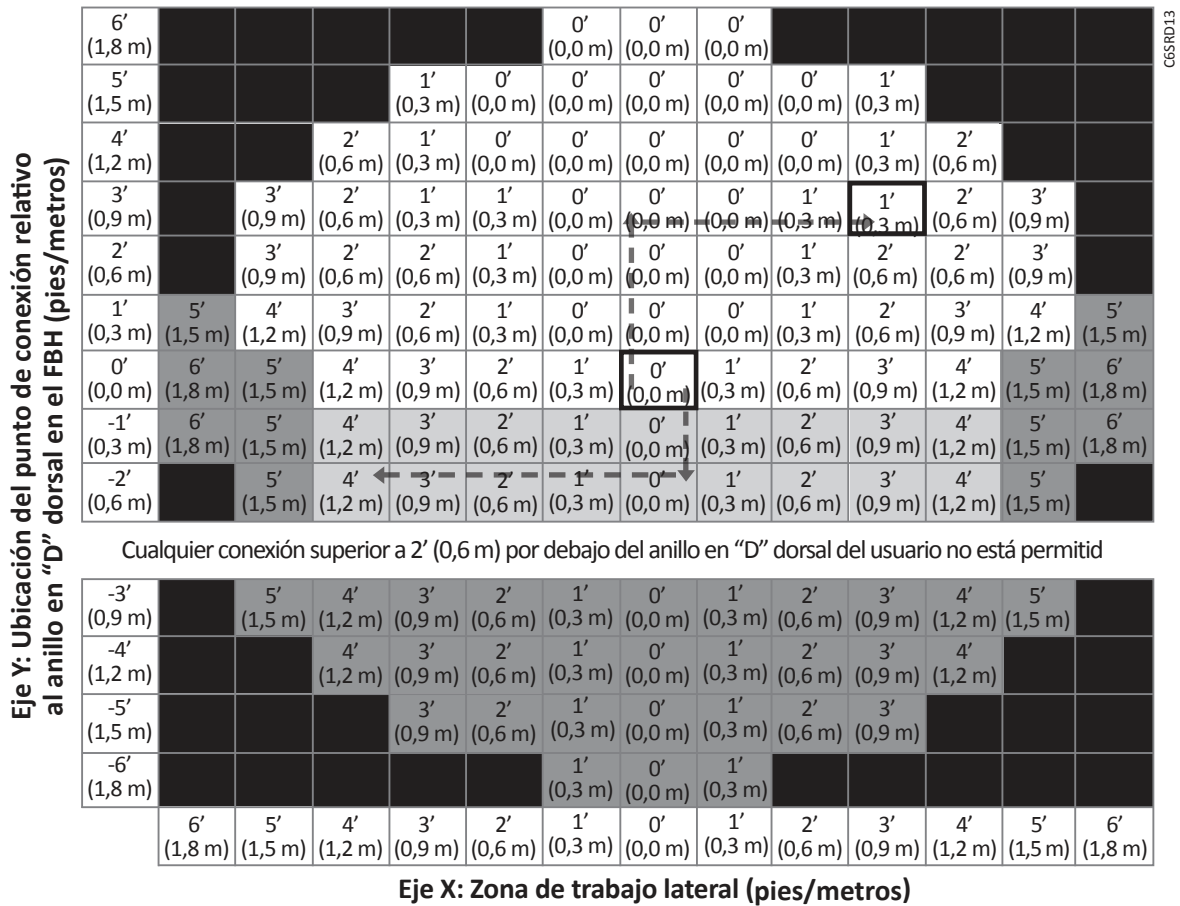 C6SRD13
Eje Y: Ubicación del punto de conexión relativo
al anillo en “D” dorsal en el FBH (pies/metros)
6’ 0’ 0’ 0’
(1,8 m) (0,0 m) (0,0 m) (0,0 m)
5’ 1’ 0’ 0’ 0’ 0’ 0’ 1’
(1,5 m) (0,3 m) (0,0 m) (0,0 m) (0,0 m) (0,0 m) (0,0 m) (0,3 m)
4’ 2’ 1’ 0’ 0’ 0’ 0’ 0’ 1’ 2’
(1,2 m) (0,6 m) (0,3 m) (0,0 m) (0,0 m) (0,0 m) (0,0 m) (0,0 m) (0,3 m) (0,6 m)
3’ 3’ 2’ 1’ 1’ 0’ 0’ 0’ 1’ 1’ 2’ 3’
(0,9 m) (0,9 m) (0,6 m) (0,3 m) (0,3 m) (0,0 m) (0,0 m) (0,0 m) (0,3 m) (0,3 m) (0,6 m) (0,9 m)
2’ 3’ 2’ 2’ 1’ 0’ 0’ 0’ 1’ 2’ 2’ 3’
(0,6 m) (0,9 m) (0,6 m) (0,6 m) (0,3 m) (0,0 m) (0,0 m) (0,0 m) (0,3 m) (0,6 m) (0,6 m) (0,9 m)
1’ 5’ 4’ 3’ 2’ 1’ 0’ 0’ 0’ 1’ 2’ 3’ 4’ 5’
(0,3 m) (1,5 m) (1,2 m) (0,9 m) (0,6 m) (0,3 m) (0,0 m) (0,0 m) (0,0 m) (0,3 m) (0,6 m) (0,9 m) (1,2 m) (1,5 m)
0’ 6’ 5’ 4’ 3’ 2’ 1’ 0’ 1’ 2’ 3’ 4’ 5’ 6’
(0,0 m) (1,8 m) (1,5 m) (1,2 m) (0,9 m) (0,6 m) (0,3 m) (0,0 m) (0,3 m) (0,6 m) (0,9 m) (1,2 m) (1,5 m) (1,8 m)
-1’ 6’ 5’ 4’ 3’ 2’ 1’ 0’ 1’ 2’ 3’ 4’ 5’ 6’
(0,3 m) (1,8 m) (1,5 m) (1,2 m) (0,9 m) (0,6 m) (0,3 m) (0,0 m) (0,3 m) (0,6 m) (0,9 m) (1,2 m) (1,5 m) (1,8 m)
-2’ 5’ 4’ 3’ 2’ 1’ 0’ 1’ 2’ 3’ 4’ 5’
(0,6 m) (1,5 m) (1,2 m) (0,9 m) (0,6 m) (0,3 m) (0,0 m) (0,3 m) (0,6 m) (0,9 m) (1,2 m) (1,5 m)
Cualquier conexión superior a 2’ (0,6 m) por debajo del anillo en “D” dorsal del usuario no está permitid
-3’ 5’ 4’ 3’ 2’ 1’ 0’ 1’ 2’ 3’ 4’ 5’
(0,9 m) (1,5 m) (1,2 m) (0,9 m) (0,6 m) (0,3 m) (0,0 m) (0,3 m) (0,6 m) (0,9 m) (1,2 m) (1,5 m)
-4’ 4’ 3’ 2’ 1’ 0’ 1’ 2’ 3’ 4’
(1,2 m) (1,2 m) (0,9 m) (0,6 m) (0,3 m) (0,0 m) (0,3 m) (0,6 m) (0,9 m) (1,2 m)
-5’ 3’ 2’ 1’ 0’ 1’ 2’ 3’
(1,5 m) (0,9 m) (0,6 m) (0,3 m) (0,0 m) (0,3 m) (0,6 m) (0,9 m)
-6’ 1’ 0’ 1’
(1,8 m) (0,3 m) (0,0 m) (0,3 m)
6’ 5’ 4’ 3’ 2’ 1’ 0’ 1’ 2’ 3’ 4’ 5’ 6’
(1,8 m) (1,5 m) (1,2 m) (0,9 m) (0,6 m) (0,3 m) (0,0 m) (0,3 m) (0,6 m) (0,9 m) (1,2 m) (1,5 m) (1,8 m)
Eje X: Zona de trabajo lateral (pies/metros)